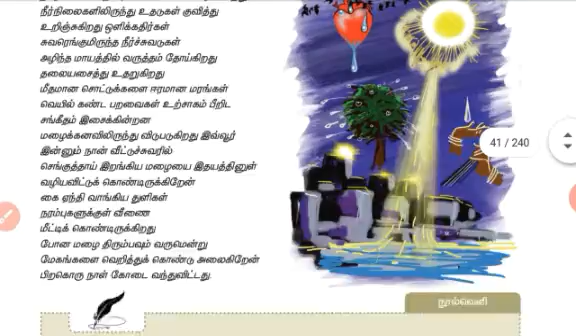 நீர்நிலைகளிலிருந்து உதடுகள் குவித்து
உறிஞ்சுகிறது ஒளிக்கதிர்கள்
சுவரெங்குமிருந்த நீர்ச்சுவடுகள்
அழிந்த மாயத்தில் வருத்தம் தோய்கிறது
தலையசைத்து உதறுகிறது
மீதமான சொட்டுக்களை ஈரமான மரங்கள்
வெயில் கண்ட பறவைகள் உற்சாகம் பீறிட
சங்கீதம் இசைக்கின்றன
மழைக்கனவிலிருந்து விடுபடுகிறது இவ்வூர்
இன்னும் நான் வீட்டுச்சுவரில்
செங்குத்தாய் இறங்கிய மழையை இதயத்தினுள்
வழியவிட்டுக் கொண்டிருக்கிறேன்
கை ஏந்தி வாங்கிய துளிகள்
நரம்புகளுக்குள் வீணை
மீட்டிக் கொண்டிருக்கிறது
போன மழை திரும்பவும் வருமென்று
மேகங்களை வெறித்துக் கொண்டு அலைகிறேன்
பிறகொரு நாள் கோடை வந்துவிட்டது.
41 / 240
நூல்வெளி